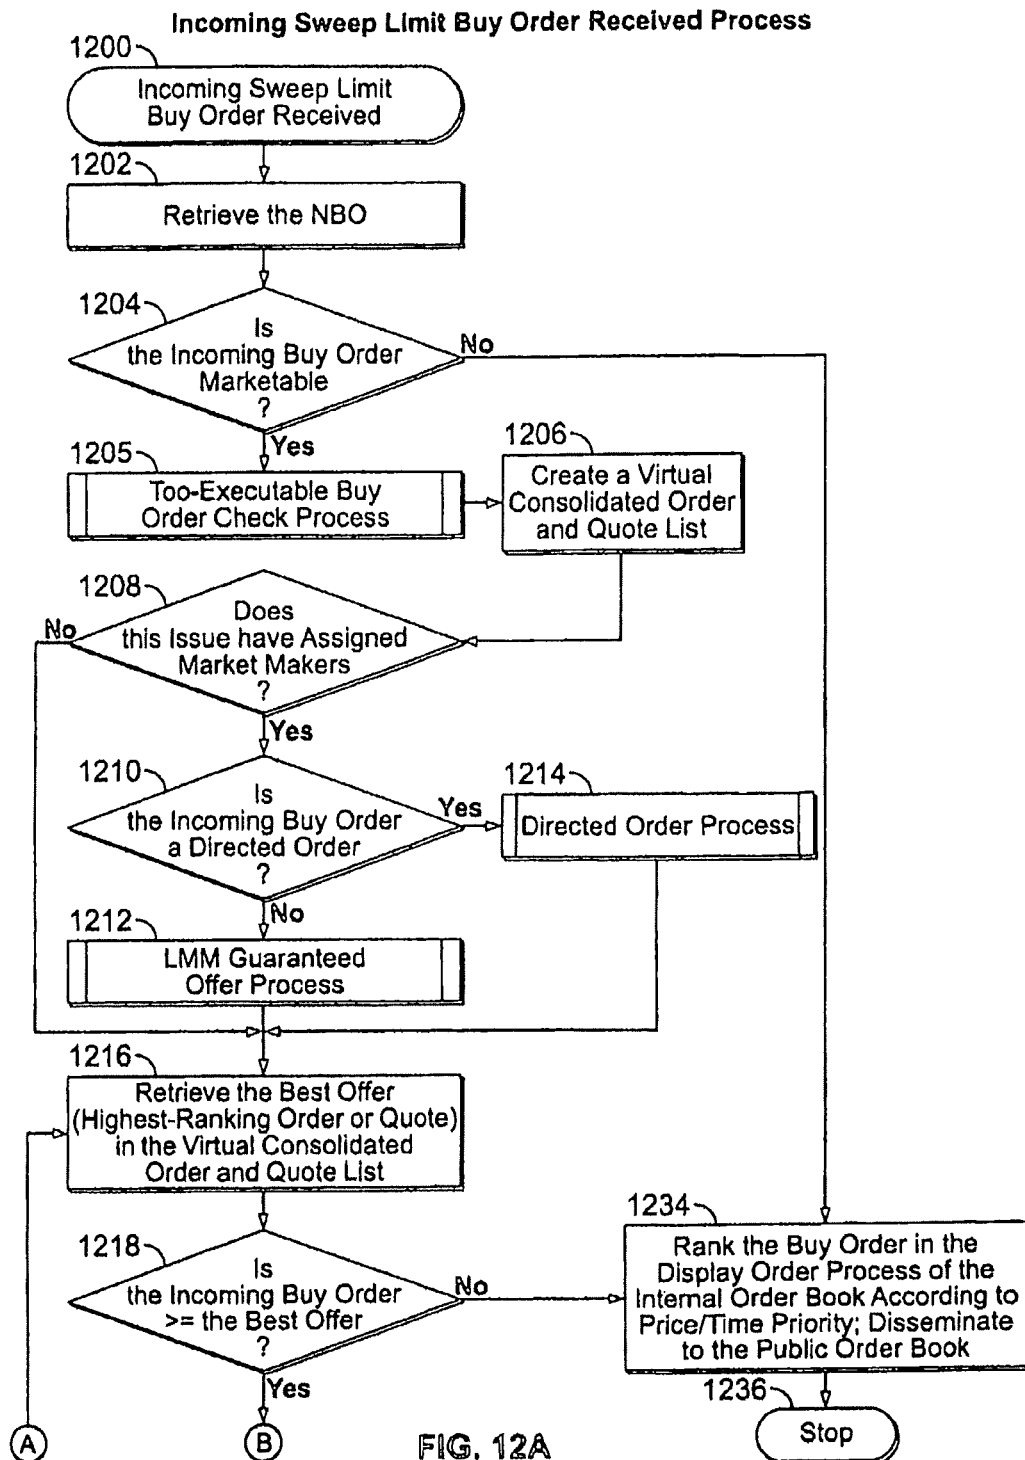 Incoming Sweep Limit Buy Order Received Process
1200
Incoming Sweep Limit
Buy Order Received
1202
Retrieve the NBO
1204
Is
the Incoming Buy Order
Marketable
?
No
Yes
1205
Too-Executable Buy
Order Check Process
1206
Create a Virtual
Consolidated Order
and Quote List
1208
Does
this Issue have Assigned
Market Makers
?
No
Yes
1210
Is
the Incoming Buy Order
a Directed Order
?
Yes
1214
Directed Order Process
No
1212
LMM Guaranteed
Offer Process
1216
Retrieve the Best Offer
(Highest-Ranking Order or Quote)
in the Virtual Consolidated
Order and Quote List
1218
Is
the Incoming Buy Order
>= the Best Offer
?
No
Yes
1234
Rank the Buy Order in the
Display Order Process of the
Internal Order Book According to
Price/Time Priority; Disseminate
to the Public Order Book
1236
Stop
A
B
FIG. 12A